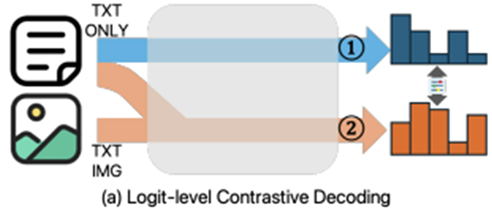 TXT
ONLY
①
②
TXT
IMG
(a) Logit-level Contrastive Decoding